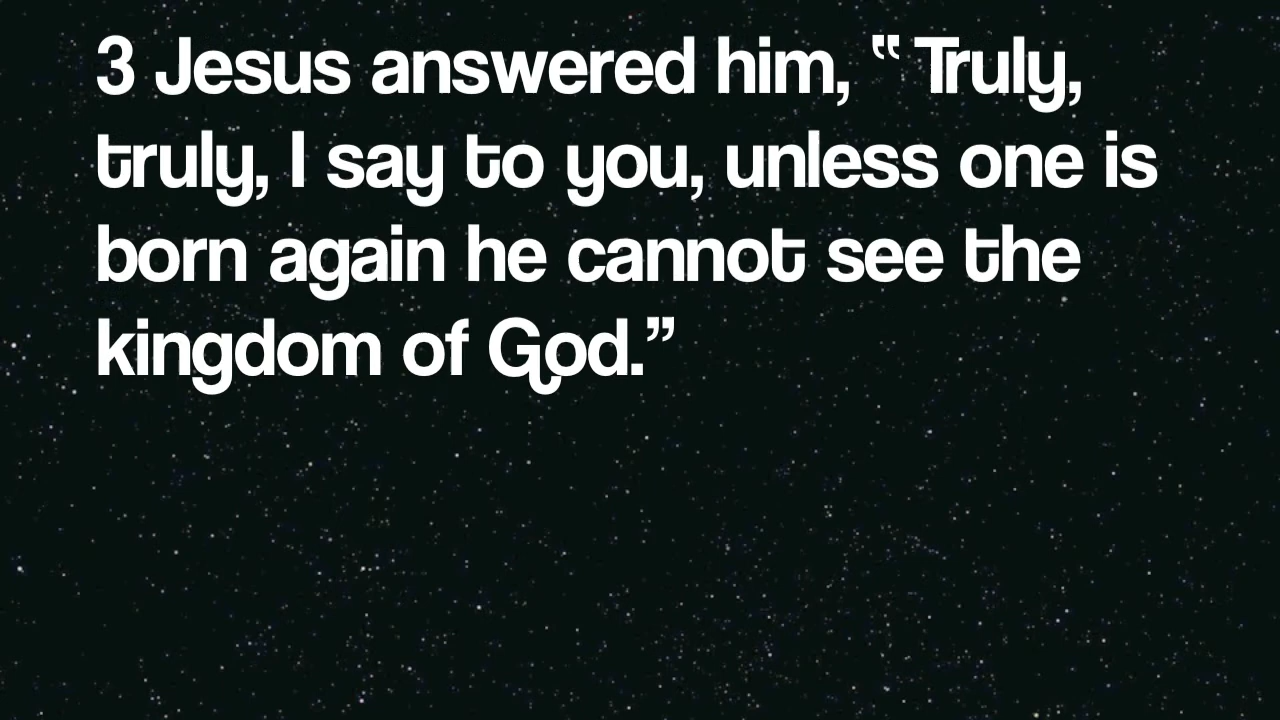 3 Jesus answered him, “ Truly,
truly, I say to you, unless one is
born again he cannot see the
kingdom of God.”